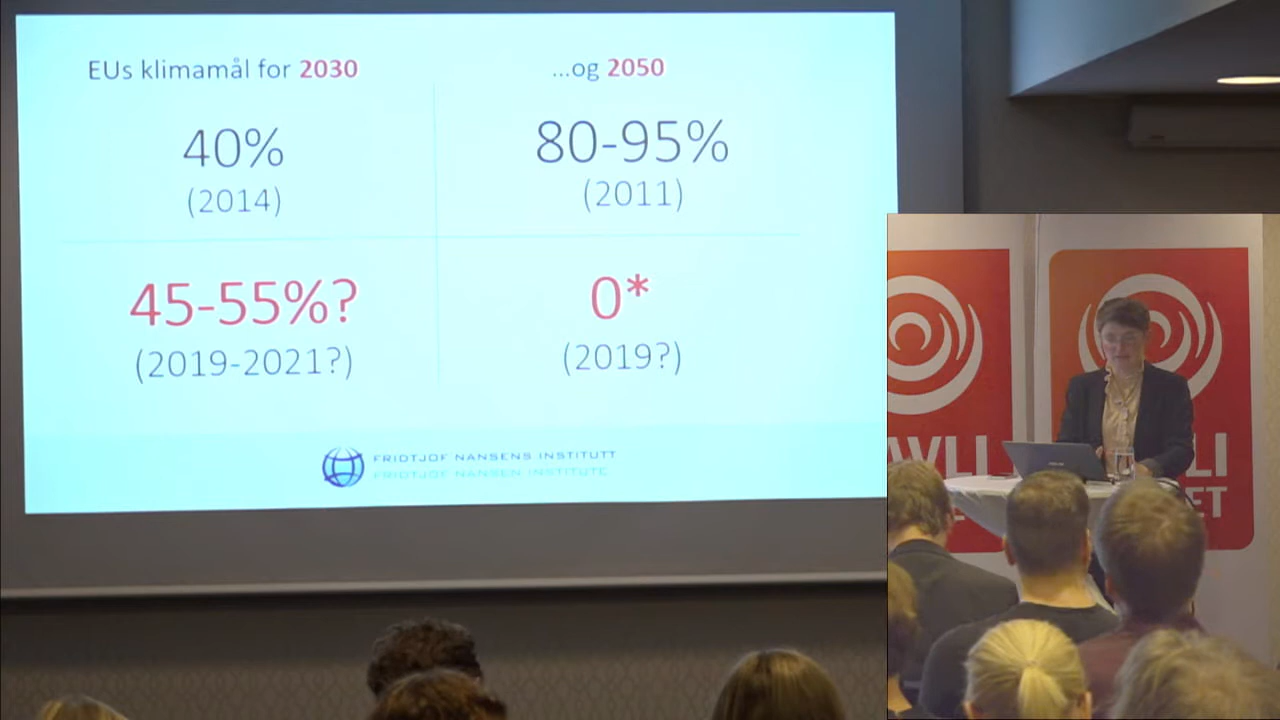 EUs klimamål for 2030
...og 2050
40%
(2014)
80-95%
(2011)
45-55%?
(2019-2021?)
0*
(2019?)
FRIDTJOF NANSENS INSTITUTT
FRIDTJOF NANSEN INSTITUTE